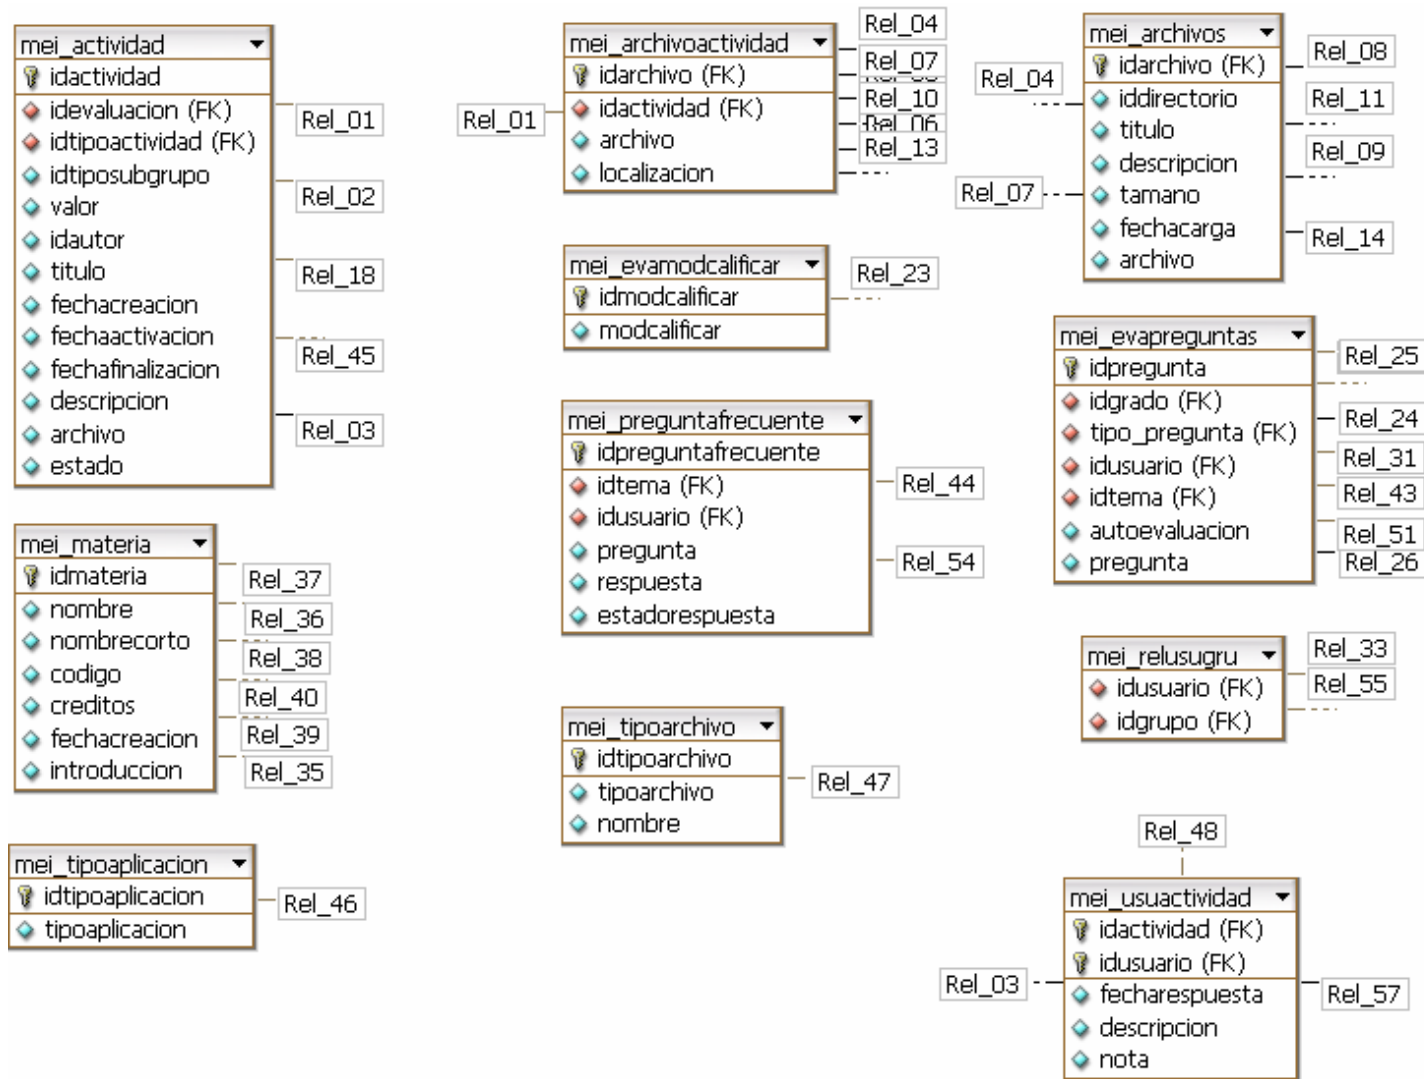 mei_actividad
idactividad
idevaluacion (FK)
idtipoactividad (FK)
idtiposubgrupo
valor
idautor
titulo
fechacreacion
fechaactivacion
fechafinalizacion
descripcion
archivo
estado
Rel_01
Rel_02
Rel_18
Rel_45
Rel_03
mei_materia
idmateria
nombre
nombrecorto
codigo
creditos
fechacreacion
introduccion
Rel_37
Rel_36
Rel_38
Rel_40
Rel_39
Rel_35
mei_tipoaplicacion
idtipoaplicacion
tipoaplicacion
Rel_46
Rel_01
mei_archivoactividad
idarchivo (FK)
idactividad (FK)
archivo
localizacion
Rel_04
Rel_07
Rel_10
Rel_06
Rel_13
mei_evamodcalificar
idmodcalificar
modcalificar
Rel_23
mei_preguntafrecuente
idpreguntafrecuente
idtema (FK)
idusuario (FK)
pregunta
respuesta
estadorespuesta
Rel_44
Rel_54
mei_tipoarchivo
idtipoarchivo
tipoarchivo
nombre
Rel_47
Rel_04
Rel_07
mei_archivos
idarchivo (FK)
iddirectorio
titulo
descripcion
tamano
fechacarga
archivo
Rel_08
Rel_11
Rel_09
Rel_14
mei_evapreguntas
idpregunta
idgrado (FK)
tipo_pregunta (FK)
idusuario (FK)
idtema (FK)
autoevaluacion
pregunta
Rel_25
Rel_24
Rel_31
Rel_43
Rel_51
Rel_26
mei_relusugru
idusuario (FK)
idgrupo (FK)
Rel_33
Rel_55
Rel_48
mei_usuactividad
idactividad (FK)
idusuario (FK)
fecharespuesta
descripcion
nota
Rel_03
Rel_57